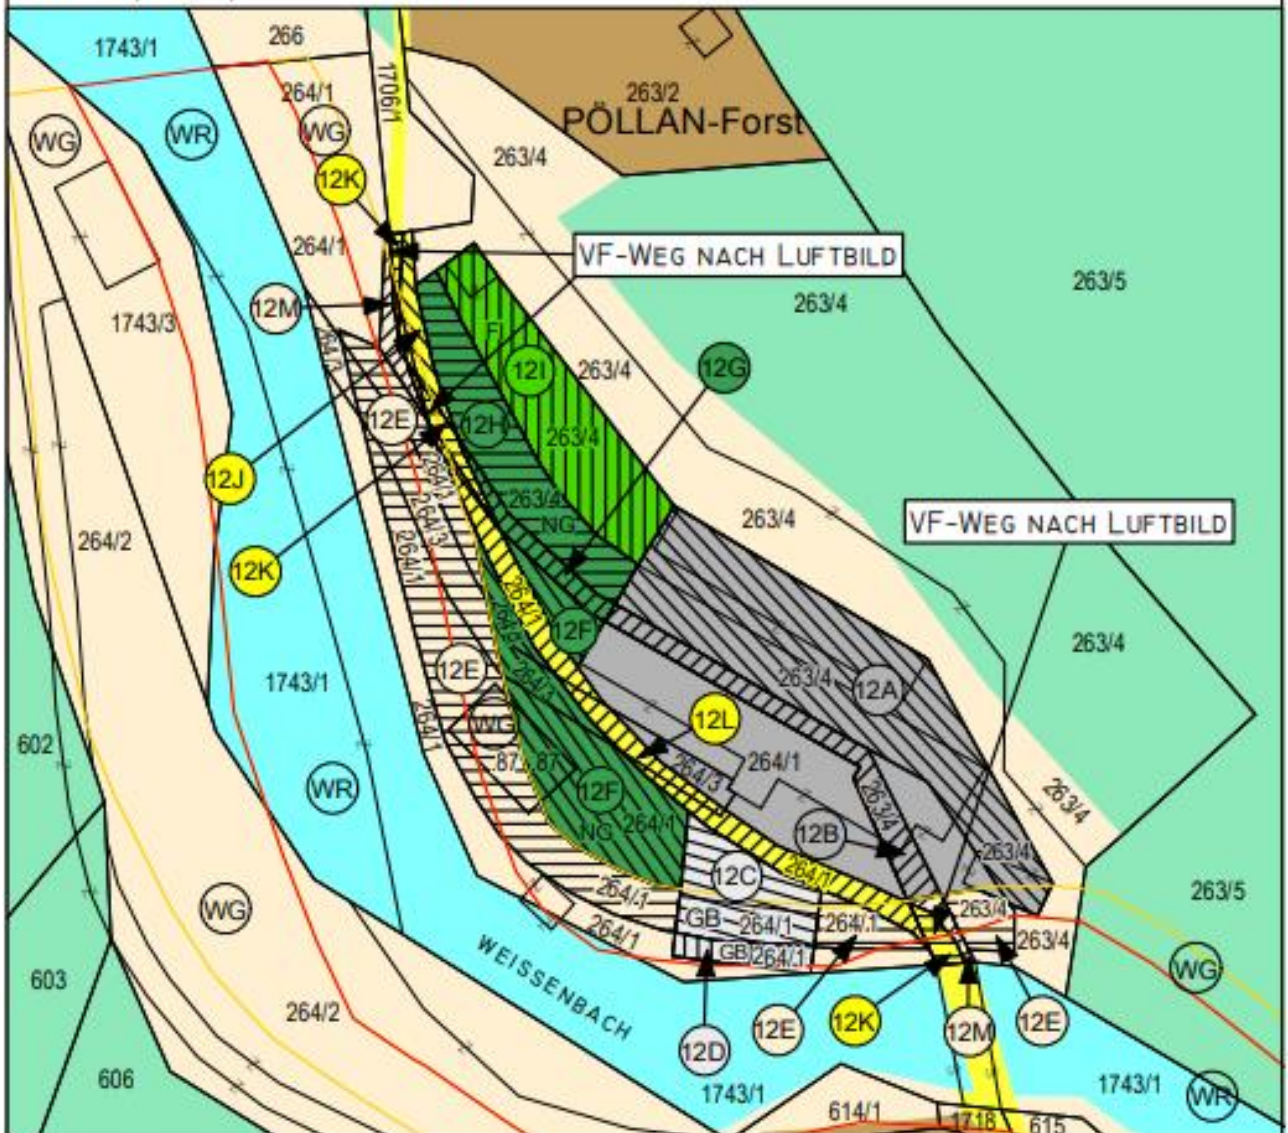 266
1743/1
1706/1
264/1
263/2
PÖLLAN-Forst
WG
WR
WG
263/4
12K
264/1
VF-WEG NACH LUFTBILD
263/5
263/4
12M
1743/3
FI
12I
263/4
12G
12E
12H
263/4
12J
263/4
NG
263/4
VF-WEG NACH LUFTBILD
264/2
264/3
264/1
12K
264/1
12F
263/4
12E
264/3
1743/1
263/4
12A
12L
WG
264/1
602
264/1
.87
.87
264/3
WR
12F
263/4
263/4
NG
264/1
12B
263/4
12C
264/1
263/5
264/1
263/4
WG
GB
264/1
264/1
264/1
263/4
WEISSENBACH
GB
264/1
WG
603
264/2
12E
12K
12M
12E
12D
606
1743/1
1743/1
WR
614/1
1718
615